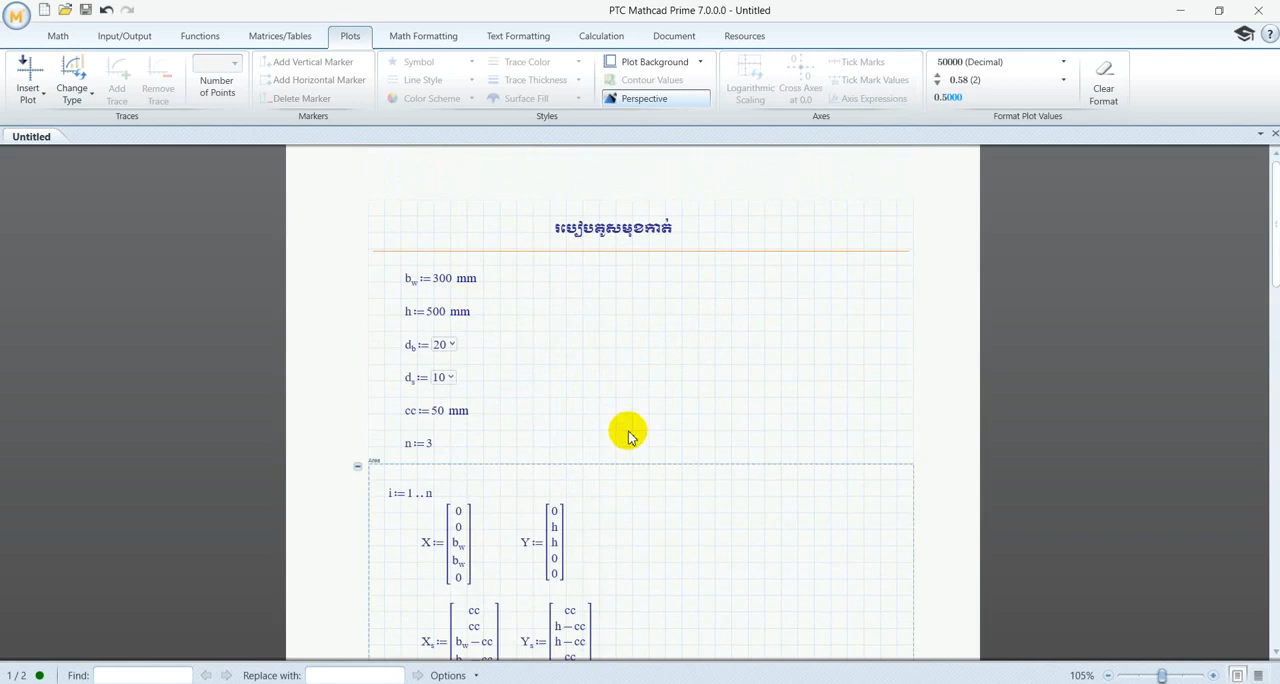 PTC Mathcad Prime 7.0.0.0 - Untitled
Math Input/Output Functions Matrices/Tables Plots Math Formatting Text Formatting Calculation Document Resources
Insert Plot
Change Type
Add Trace
Remove Trace
Number of Points
Traces
Add Vertical Marker
Add Horizontal Marker
Delete Marker
Markers
Symbol
Line Style
Color Scheme
Trace Color
Trace Thickness
Surface Fill
Plot Background
Contour Values
Perspective
Styles
Logarithmic Scaling
Cross Axes at 0,0
Tick Marks
Tick Mark Values
Axis Expressions
Axes
50000 (Decimal)
0.58 (2)
0.5000
Format Plot Values
Clear Format
Untitled
របៀបគូសមុខកាត់
b_w:=300 mm
h:=500 mm
d_b:= 20
d_s:= 10
cc:=50 mm
n:=3
Area
i:=1..n
X:=[0 0 b_w b_w 0] Y:=[0 h h 0 0]
X_s:=[cc cc b_w−cc Y_s:=[cc h−cc h−cc cc
1 / 2 Find: Replace with: Options 105%